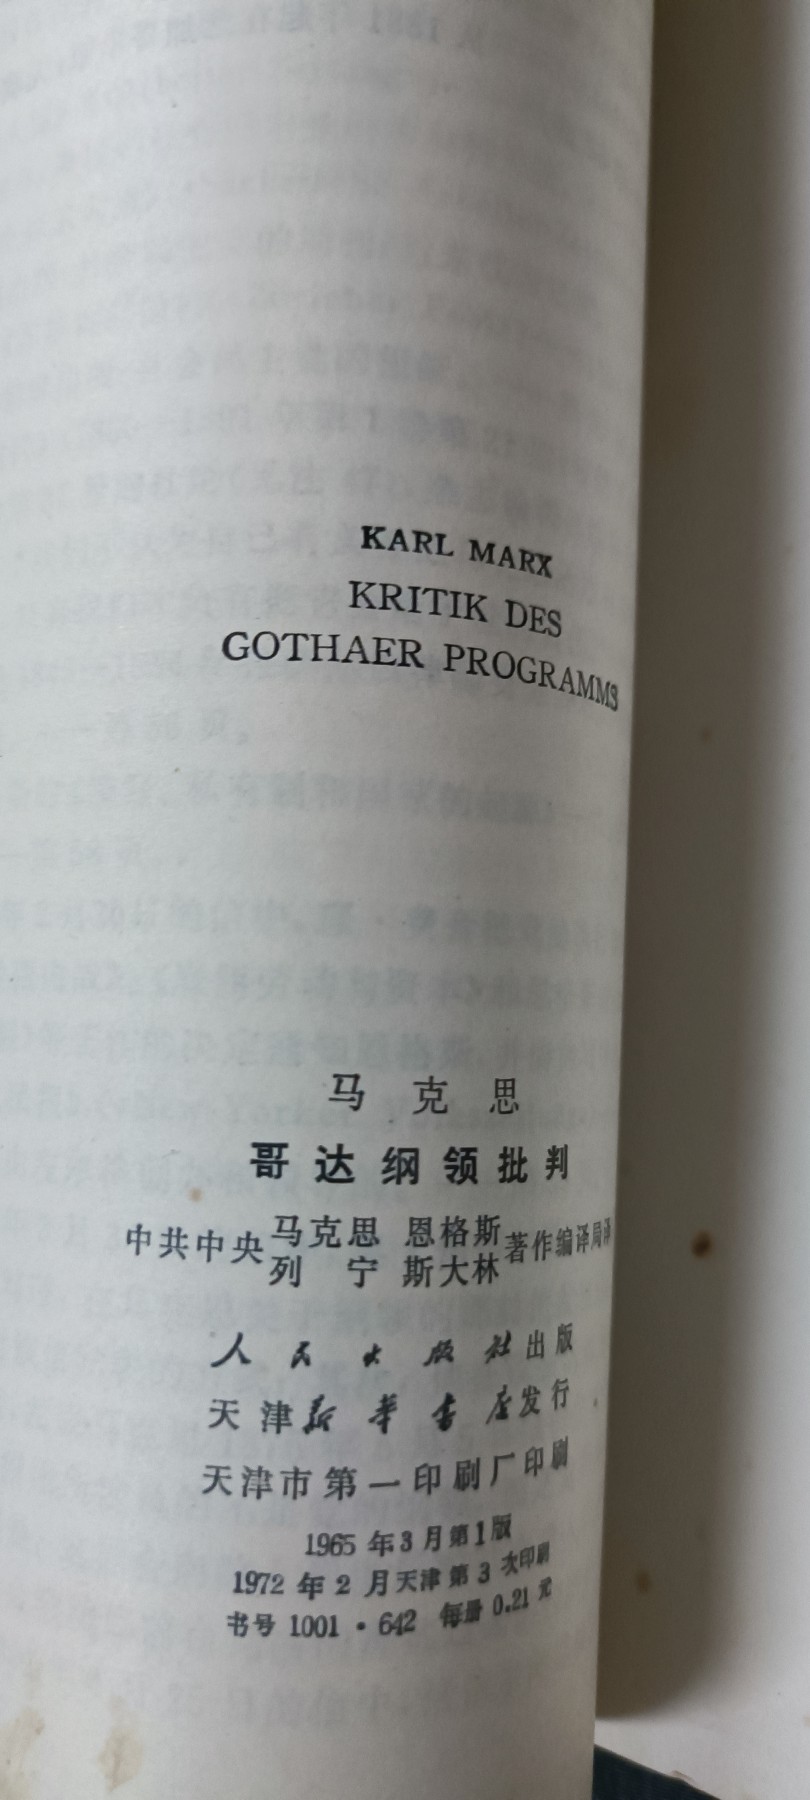 KARL MARX
KRITIK DES
GOTHAER PROGRAMMS
马克思
哥达纲领批判
中共中央马克思 恩格斯著作编译局译
列宁 斯大林
人民出版社出版
天津新华书店发行
天津市第一印刷厂印刷
1965年3月第1版
1972年2月天津第3次印刷
书号 1001·642 每册 0.21 元